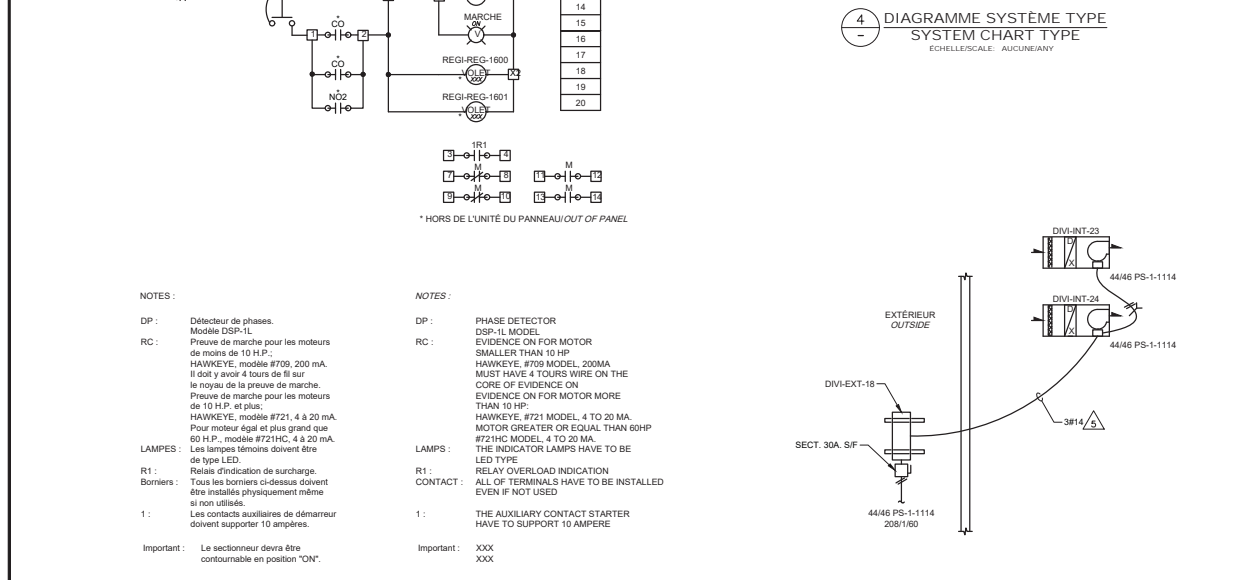 CO
*
1
2
CO
*
NO2
*
MARCHE
ON
V
REGI-REG-1600
VOLET
XXX
*
X2
REGI-REG-1601
VOLET
XXX
*
14
15
16
17
18
19
20
1R1
3 4
M
7 8
M
9 10
M
11 12
M
13 14
* HORS DE L'UNITÉ DU PANNEAU/OUT OF PANEL
4
-
DIAGRAMME SYSTÈME TYPE
SYSTEM CHART TYPE
ÉCHELLE/SCALE: AUCUNE/ANY
NOTES :
DP : Détecteur de phases.
Modèle DSP-1L
RC : Preuve de marche pour les moteurs
de moins de 10 H.P.;
HAWKEYE, modèle #709, 200 mA.
Il doit y avoir 4 tours de fil sur
le noyau de la preuve de marche.
Preuve de marche pour les moteurs
de 10 H.P. et plus;
HAWKEYE, modèle #721, 4 à 20 mA.
Pour moteur égal et plus grand que
60 H.P., modèle #721HC, 4 à 20 mA.
LAMPES : Les lampes témoins doivent être
de type LED.
R1 : Relais d'indication de surcharge.
Borniers : Tous les borniers ci-dessus doivent
être installés physiquement même
si non utilisés.
1 : Les contacts auxiliaires de démarreur
doivent supporter 10 ampères.
Important : Le sectionneur devra être
contournable en position "ON".
NOTES :
DP : PHASE DETECTOR
DSP-1L MODEL
RC : EVIDENCE ON FOR MOTOR
SMALLER THAN 10 HP
HAWKEYE, #709 MODEL, 200MA
MUST HAVE 4 TOURS WIRE ON THE
CORE OF EVIDENCE ON
EVIDENCE ON FOR MOTOR MORE
THAN 10 HP:
HAWKEYE, #721 MODEL, 4 TO 20 MA.
MOTOR GREATER OR EQUAL THAN 60HP
#721HC MODEL, 4 TO 20 MA.
LAMPS : THE INDICATOR LAMPS HAVE TO BE
LED TYPE
R1 : RELAY OVERLOAD INDICATION
CONTACT : ALL OF TERMINALS HAVE TO BE INSTALLED
EVEN IF NOT USED
1 : THE AUXILIARY CONTACT STARTER
HAVE TO SUPPORT 10 AMPERE
Important : XXX
XXX
DIVI-INT-23
D
X
44/46 PS-1-1114
DIVI-INT-24
D
X
44/46 PS-1-1114
EXTÉRIEUR
OUTSIDE
DIVI-EXT-18
3#14
5
SECT. 30A. S/F
44/46 PS-1-1114
208/1/60